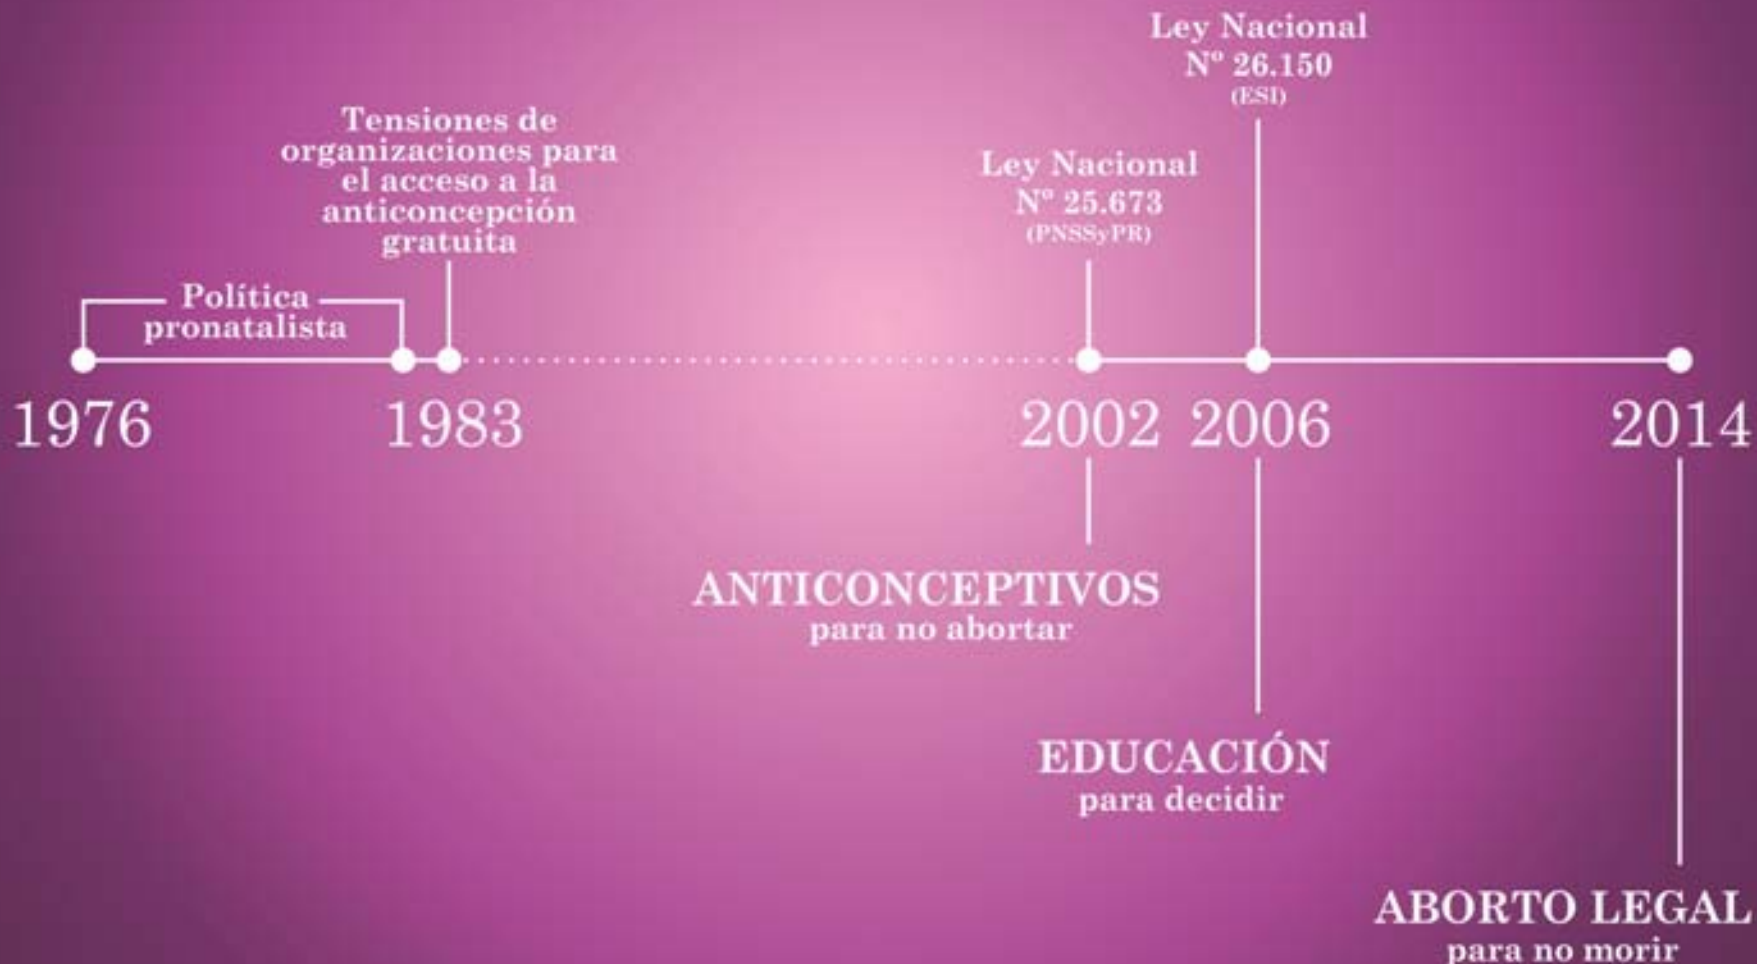 Ley Nacional
Nº 26.150
(ESI)
Tensiones de
organizaciones para
el acceso a la
anticoncepción
gratuita
Ley Nacional
Nº 25.673
(PNSSyPR)
Política
pronatalista
1976
1983
2002
2006
2014
ANTICONCEPTIVOS
para no abortar
EDUCACIÓN
para decidir
ABORTO LEGAL
para no morir